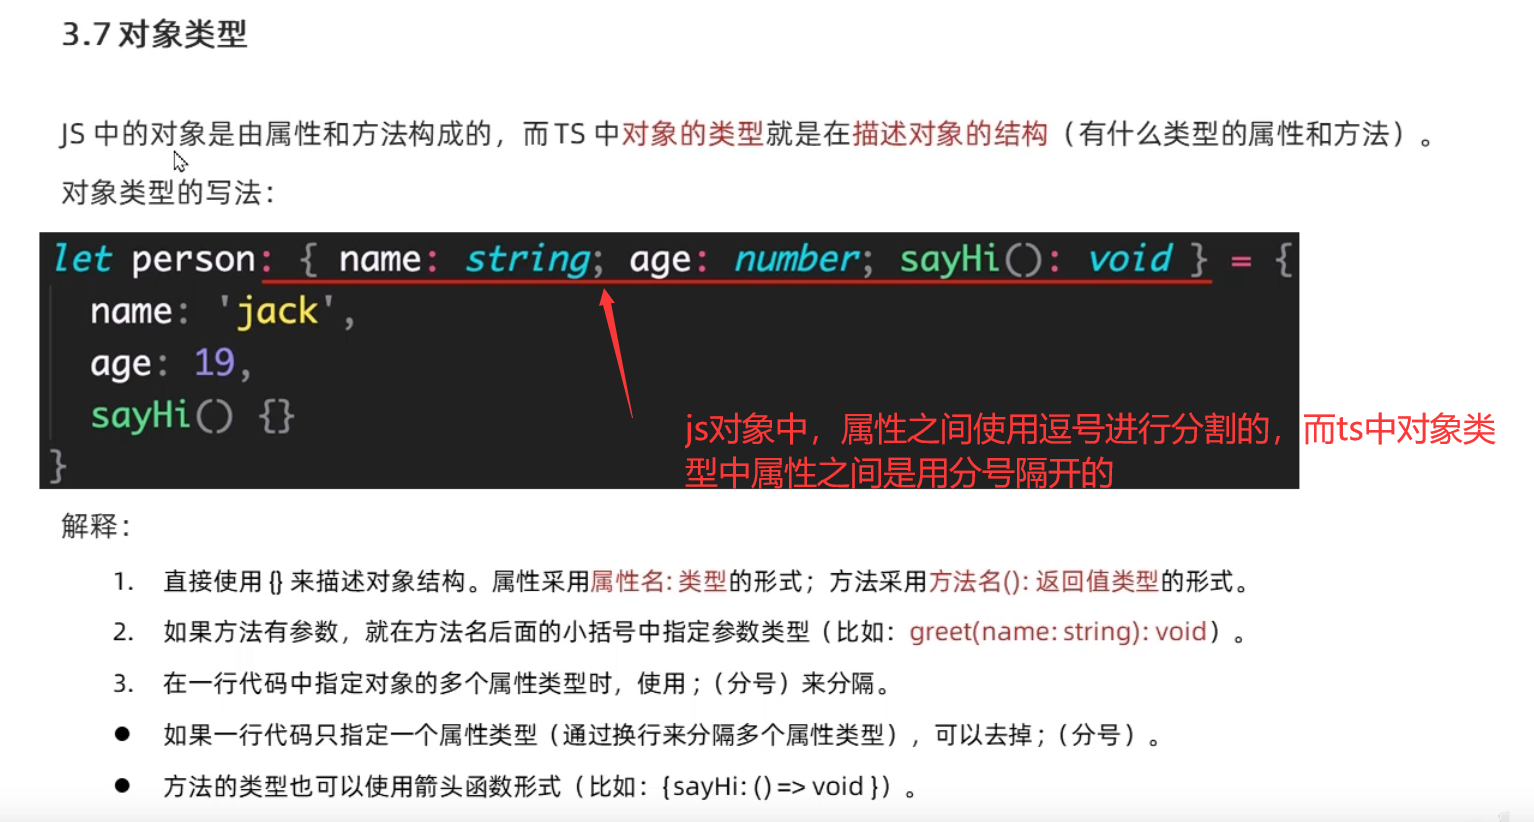 3.7 对象类型
JS 中的对象是由属性和方法构成的，而 TS 中对象的类型就是在描述对象的结构（有什么类型的属性和方法）。
对象类型的写法：
let person: { name: string; age: number; sayHi(): void } = {
name: 'jack',
age: 19,
sayHi() {}
}
js对象中，属性之间使用逗号进行分割的，而ts中对象类
型中属性之间是用分号隔开的
解释：
1. 直接使用 {} 来描述对象结构。属性采用属性名: 类型的形式；方法采用方法名(): 返回值类型的形式。
2. 如果方法有参数，就在方法名后面的小括号中指定参数类型（比如：greet(name: string): void）。
3. 在一行代码中指定对象的多个属性类型时，使用 ;（分号）来分隔。
● 如果一行代码只指定一个属性类型（通过换行来分隔多个属性类型），可以去掉 ;（分号）。
● 方法的类型也可以使用箭头函数形式（比如：{ sayHi: () => void }）。